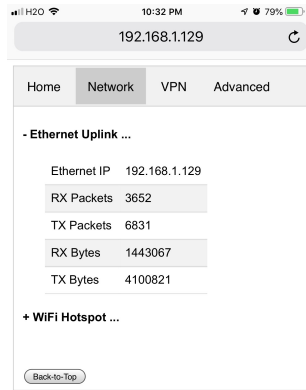 H2O 10:32 PM 79%
192.168.1.129
Home Network VPN Advanced
- Ethernet Uplink ...
Ethernet IP 192.168.1.129
RX Packets 3652
TX Packets 6831
RX Bytes 1443067
TX Bytes 4100821
+ WiFi Hotspot ...
Back-to-Top